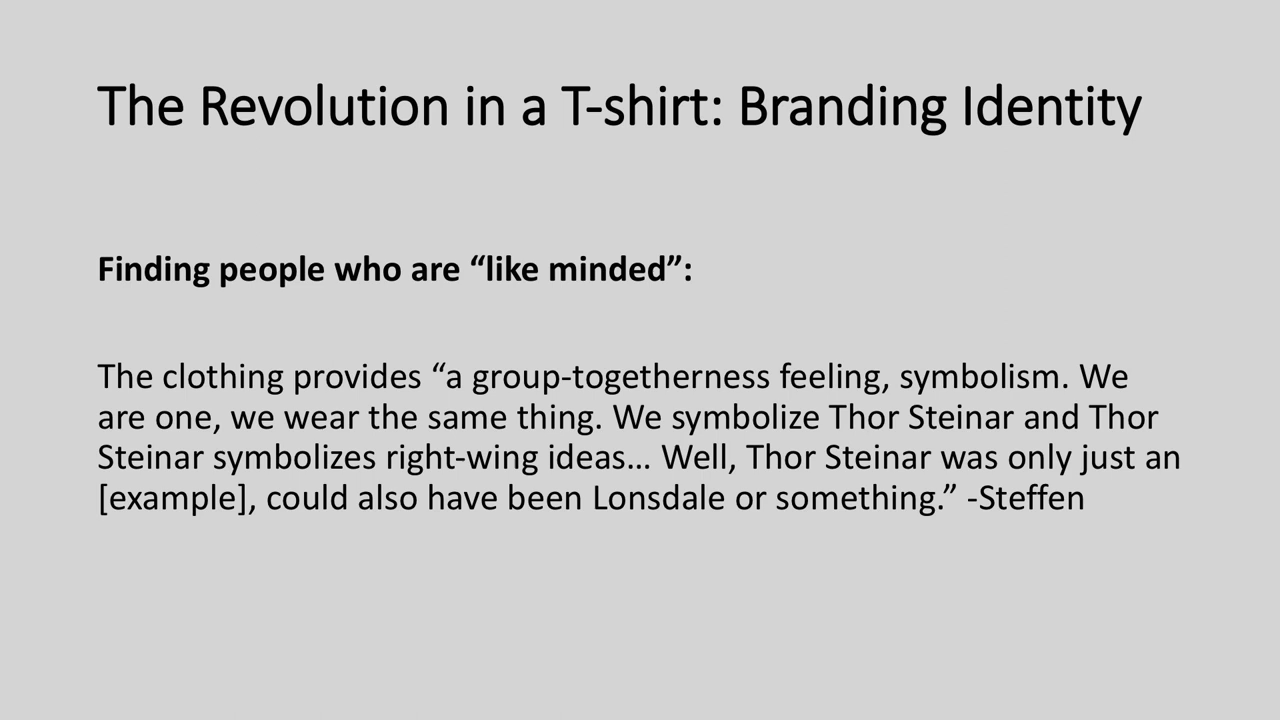 The Revolution in a T-shirt: Branding Identity
Finding people who are “like minded”:
The clothing provides “a group-togetherness feeling, symbolism. We
are one, we wear the same thing. We symbolize Thor Steinar and Thor
Steinar symbolizes right-wing ideas… Well, Thor Steinar was only just an
[example], could also have been Lonsdale or something.” -Steffen